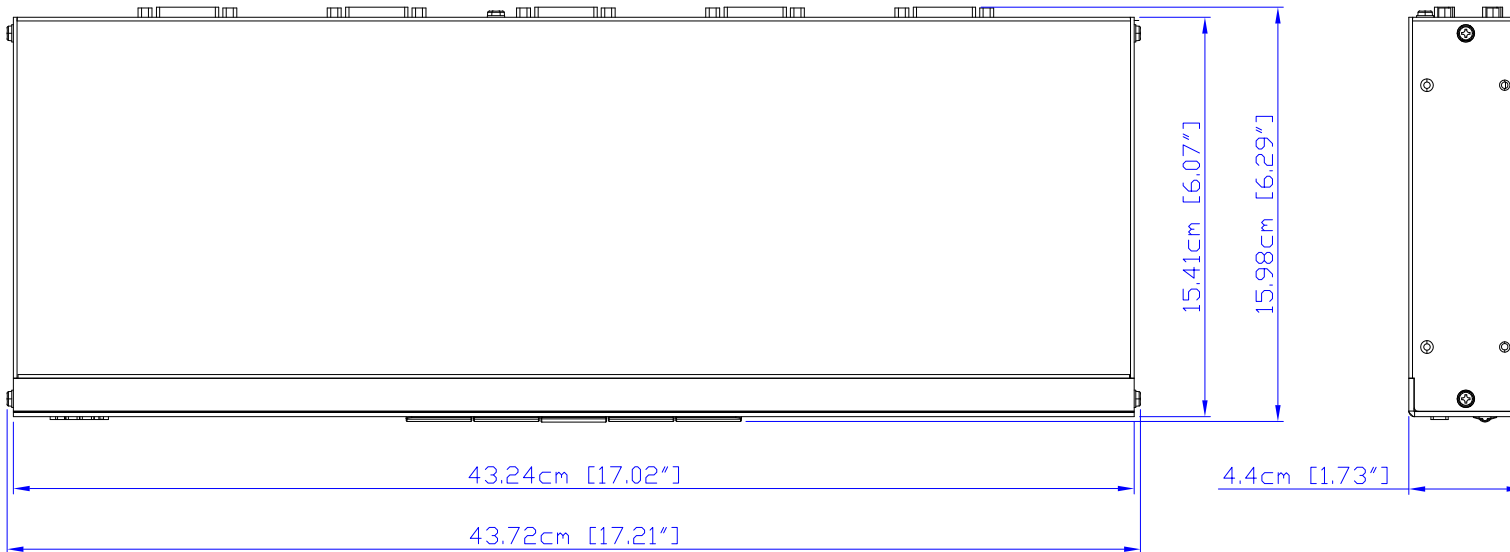 15.41cm [6.07"]
15.98cm [6.29"]
43.24cm [17.02"]
4.4cm [1.73"]
43.72cm [17.21"]